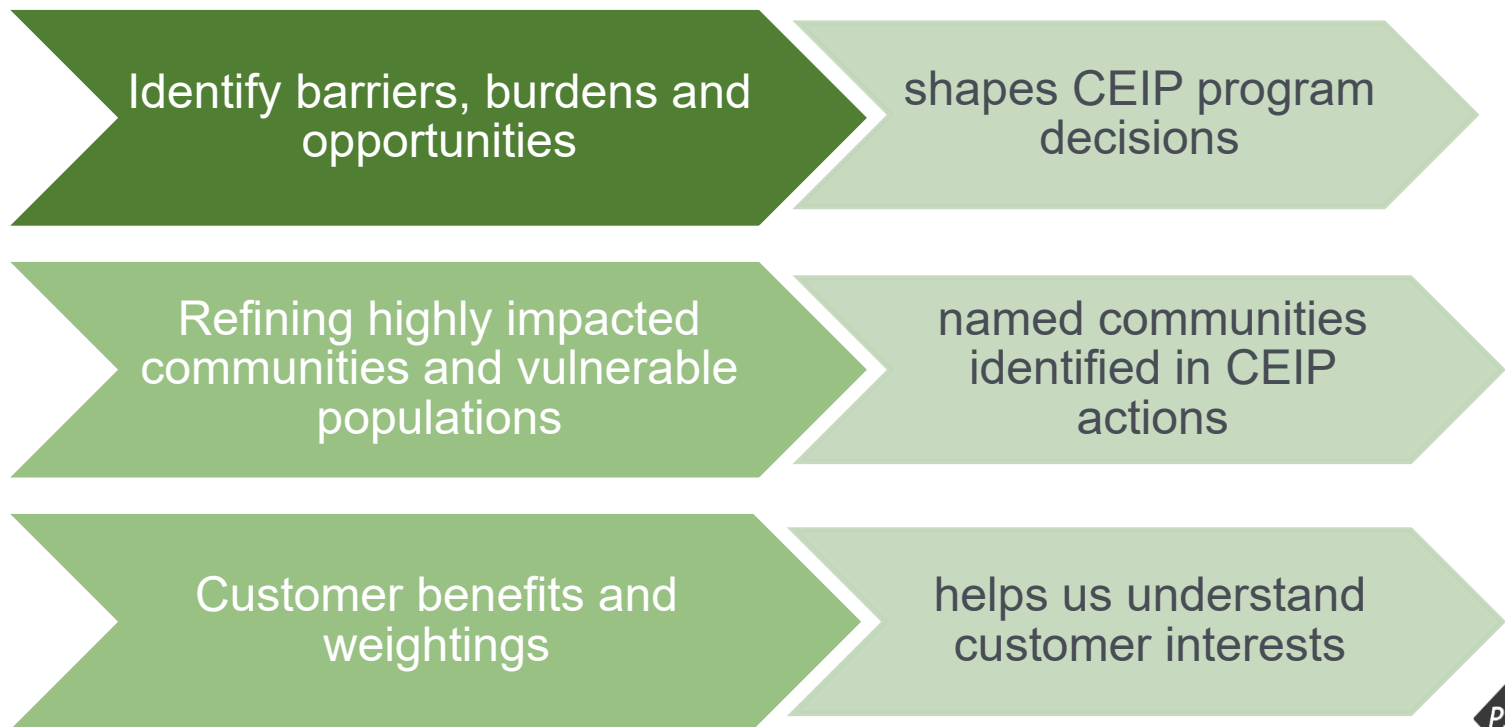 Identify barriers, burdens and
opportunities
shapes CEIP program
decisions
Refining highly impacted
communities and vulnerable
populations
named communities
identified in CEIP
actions
Customer benefits and
weightings
helps us understand
customer interests